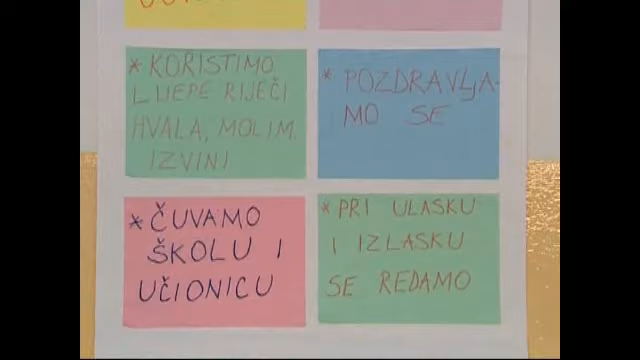 * KORISTIMO
LIJEPE RIJEČI
HVALA, MOLIM,
IZVINI
* POZDRAVLJA-
MO SE
* ČUVAMO
ŠKOLU I
UČIONICU
* PRI ULASKU
I IZLASKU
SE REDAMO